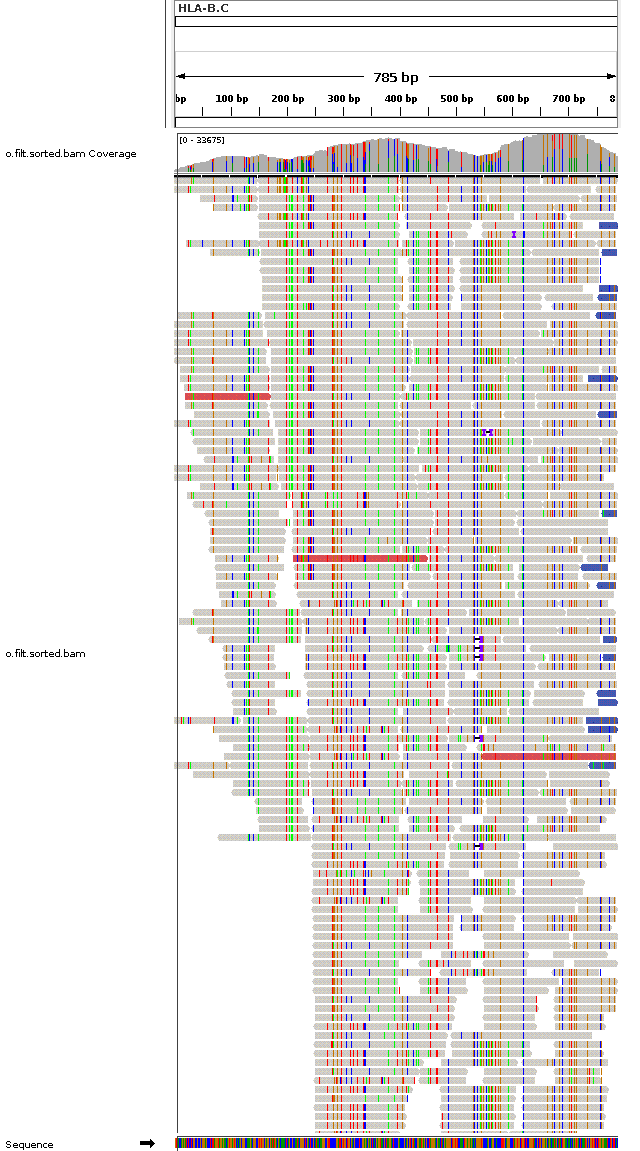 HLA-B.C
785 bp
bp 100 bp 200 bp 300 bp 400 bp 500 bp 600 bp 700 bp 8
[0 - 33675]
o.filt.sorted.bam Coverage
o.filt.sorted.bam
Sequence